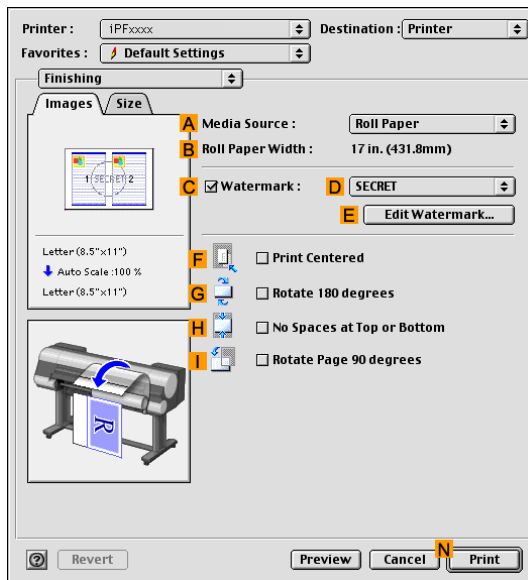 Printer : iPFxxxx Destination : Printer
Favorites : Default Settings
Finishing
Images Size
A Media Source : Roll Paper
B Roll Paper Width : 17 in. (431.8mm)
C Watermark : D SECRET
E Edit Watermark...
1 SECRET 2
Letter (8.5"x11")
Auto Scale :100 %
Letter (8.5"x11")
F Print Centered
G Rotate 180 degrees
H No Spaces at Top or Bottom
I Rotate Page 90 degrees
R
N
? Revert Preview Cancel Print